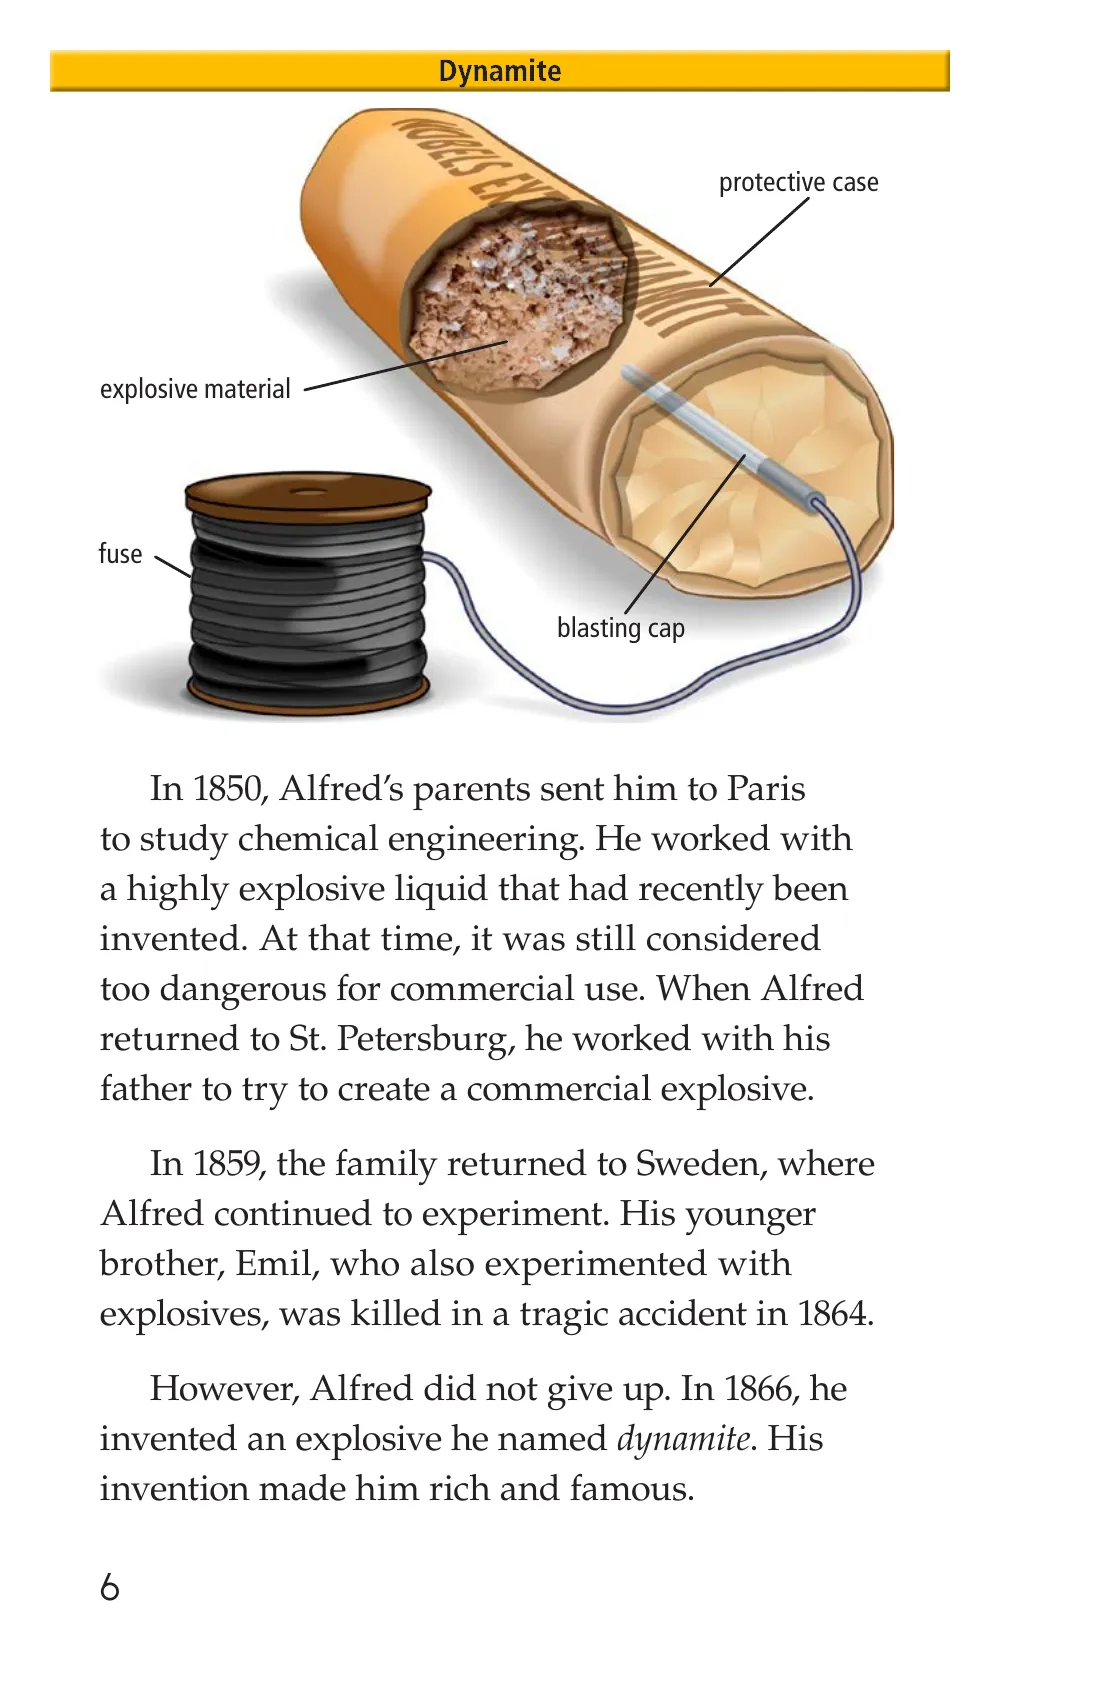 Dynamite
NOBELS EXT
NAMIT
protective case
explosive material
fuse
blasting cap
In 1850, Alfred’s parents sent him to Paris
to study chemical engineering. He worked with
a highly explosive liquid that had recently been
invented. At that time, it was still considered
too dangerous for commercial use. When Alfred
returned to St. Petersburg, he worked with his
father to try to create a commercial explosive.
In 1859, the family returned to Sweden, where
Alfred continued to experiment. His younger
brother, Emil, who also experimented with
explosives, was killed in a tragic accident in 1864.
However, Alfred did not give up. In 1866, he
invented an explosive he named dynamite. His
invention made him rich and famous.
6